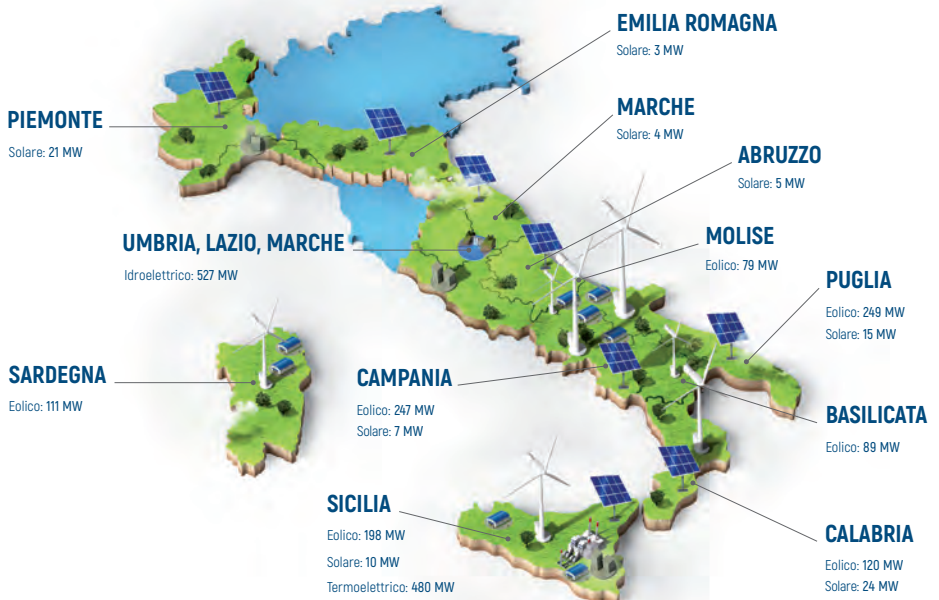 EMILIA ROMAGNA
Solare: 3 MW
PIEMONTE
Solare: 21 MW
MARCHE
Solare: 4 MW
ABRUZZO
Solare: 5 MW
UMBRIA, LAZIO, MARCHE
Idroelettrico: 527 MW
MOLISE
Eolico: 79 MW
PUGLIA
Eolico: 249 MW
Solare: 15 MW
SARDEGNA
Eolico: 111 MW
CAMPANIA
Eolico: 247 MW
Solare: 7 MW
BASILICATA
Eolico: 89 MW
SICILIA
Eolico: 198 MW
Solare: 10 MW
Termoelettrico: 480 MW
CALABRIA
Eolico: 120 MW
Solare: 24 MW